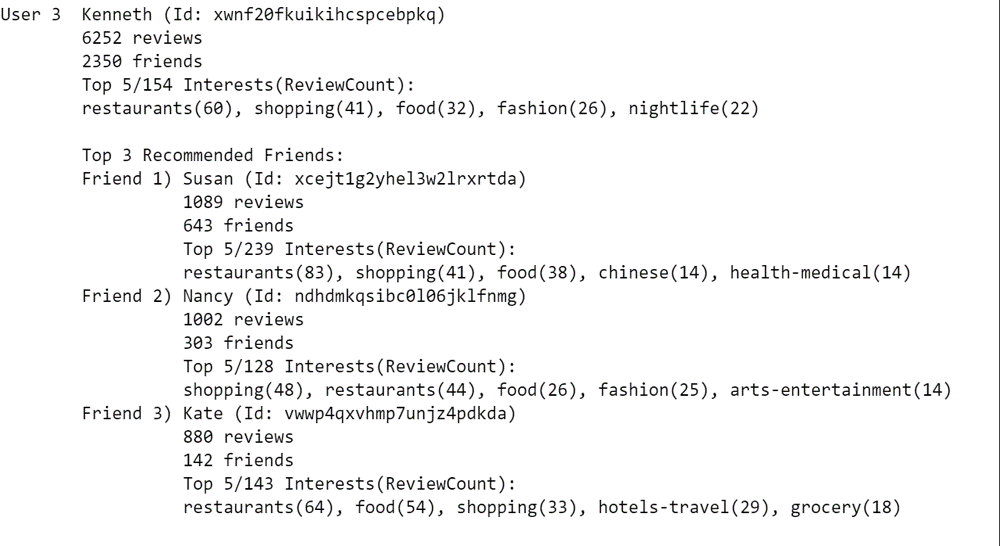 User 3 Kenneth (Id: xwnf20fkuikihcspcebpkq)
6252 reviews
2350 friends
Top 5/154 Interests(ReviewCount):
restaurants(60), shopping(41), food(32), fashion(26), nightlife(22)
Top 3 Recommended Friends:
Friend 1) Susan (Id: xcejt1g2yhel3w2lrxrtda)
1089 reviews
643 friends
Top 5/239 Interests(ReviewCount):
restaurants(83), shopping(41), food(38), chinese(14), health-medical(14)
Friend 2) Nancy (Id: ndhdmkqsibc0l06jklfnmg)
1002 reviews
303 friends
Top 5/128 Interests(ReviewCount):
shopping(48), restaurants(44), food(26), fashion(25), arts-entertainment(14)
Friend 3) Kate (Id: vwwp4qxvhmp7unjz4pdkda)
880 reviews
142 friends
Top 5/143 Interests(ReviewCount):
restaurants(64), food(54), shopping(33), hotels-travel(29), grocery(18)